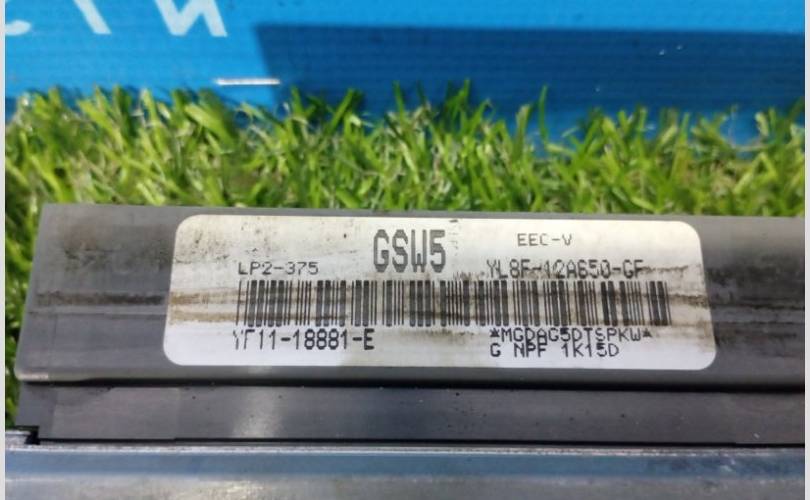 GSW5
EEC-V
LP2-375
YL8F-12A650-GF
YF11-18881-E
*MGDAG5DTSPKW*
G NPF 1K15D